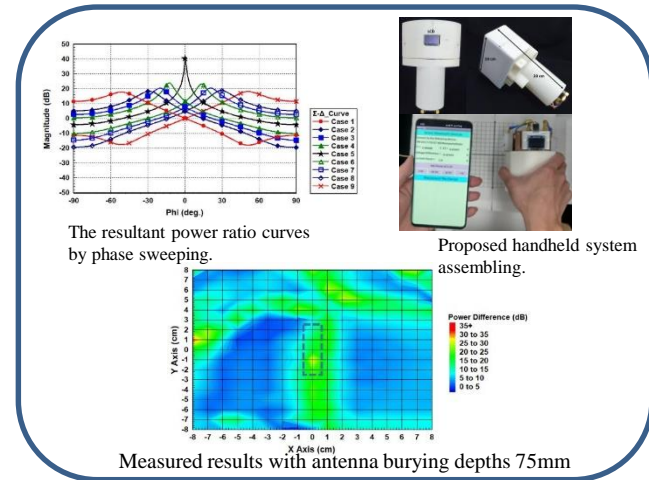 50
40
30
20
10
0
-10
-20
-30
-40
50
Magnitude (dB)
-90 -60 -30 0 30 60 90
Phi (deg.)
Σ-Δ_Curve
Case 1
Case 2
Case 3
Case 4
Case 5
Case 6
Case 7
Case 8
Case 9
The resultant power ratio curves
by phase sweeping.
LCD
Proposed handheld system
assembling.
8
7
6
5
4
3
2
1
0
-1
-2
-3
-4
-5
-6
-7
-8
Y Axis (cm)
-8 -7 -6 -5 -4 -3 -2 -1 0 1 2 3 4 5 6 7 8
X Axis (cm)
Power Difference (dB)
35+
30 to 35
25 to 30
20 to 25
15 to 20
10 to 15
5 to 10
0 to 5
Measured results with antenna burying depths 75mm